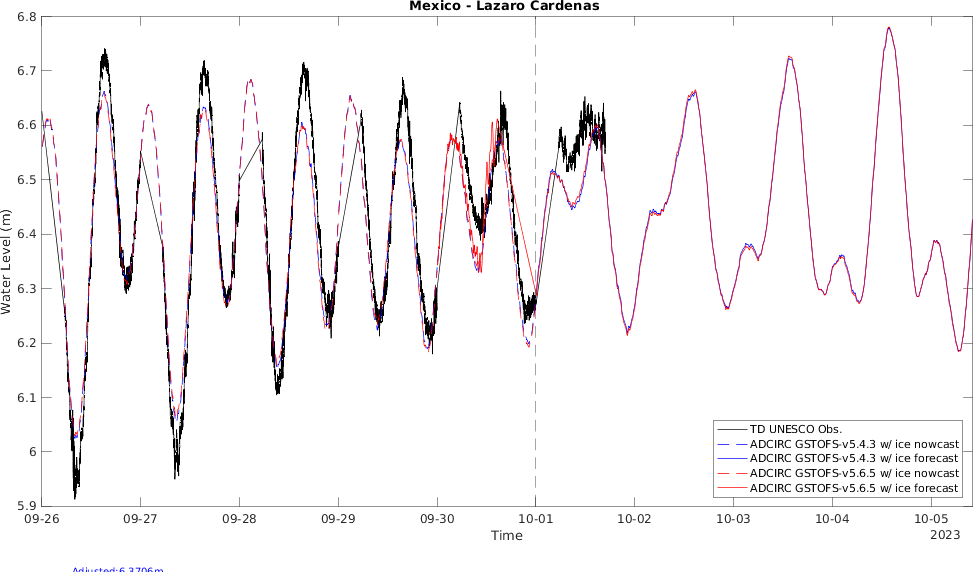 Mexico - Lazaro Cardenas
6.8
6.7
6.6
6.5
6.4
6.3
6.2
6.1
6
5.9
Water Level (m)
09-26
09-27
09-28
09-29
09-30
10-01
10-02
10-03
10-04
10-05
Time
2023
TD UNESCO Obs.
ADCIRC GSTOFS-v5.4.3 w/ ice nowcast
ADCIRC GSTOFS-v5.4.3 w/ ice forecast
ADCIRC GSTOFS-v5.6.5 w/ ice nowcast
ADCIRC GSTOFS-v5.6.5 w/ ice forecast
Adjusted:6.3706m